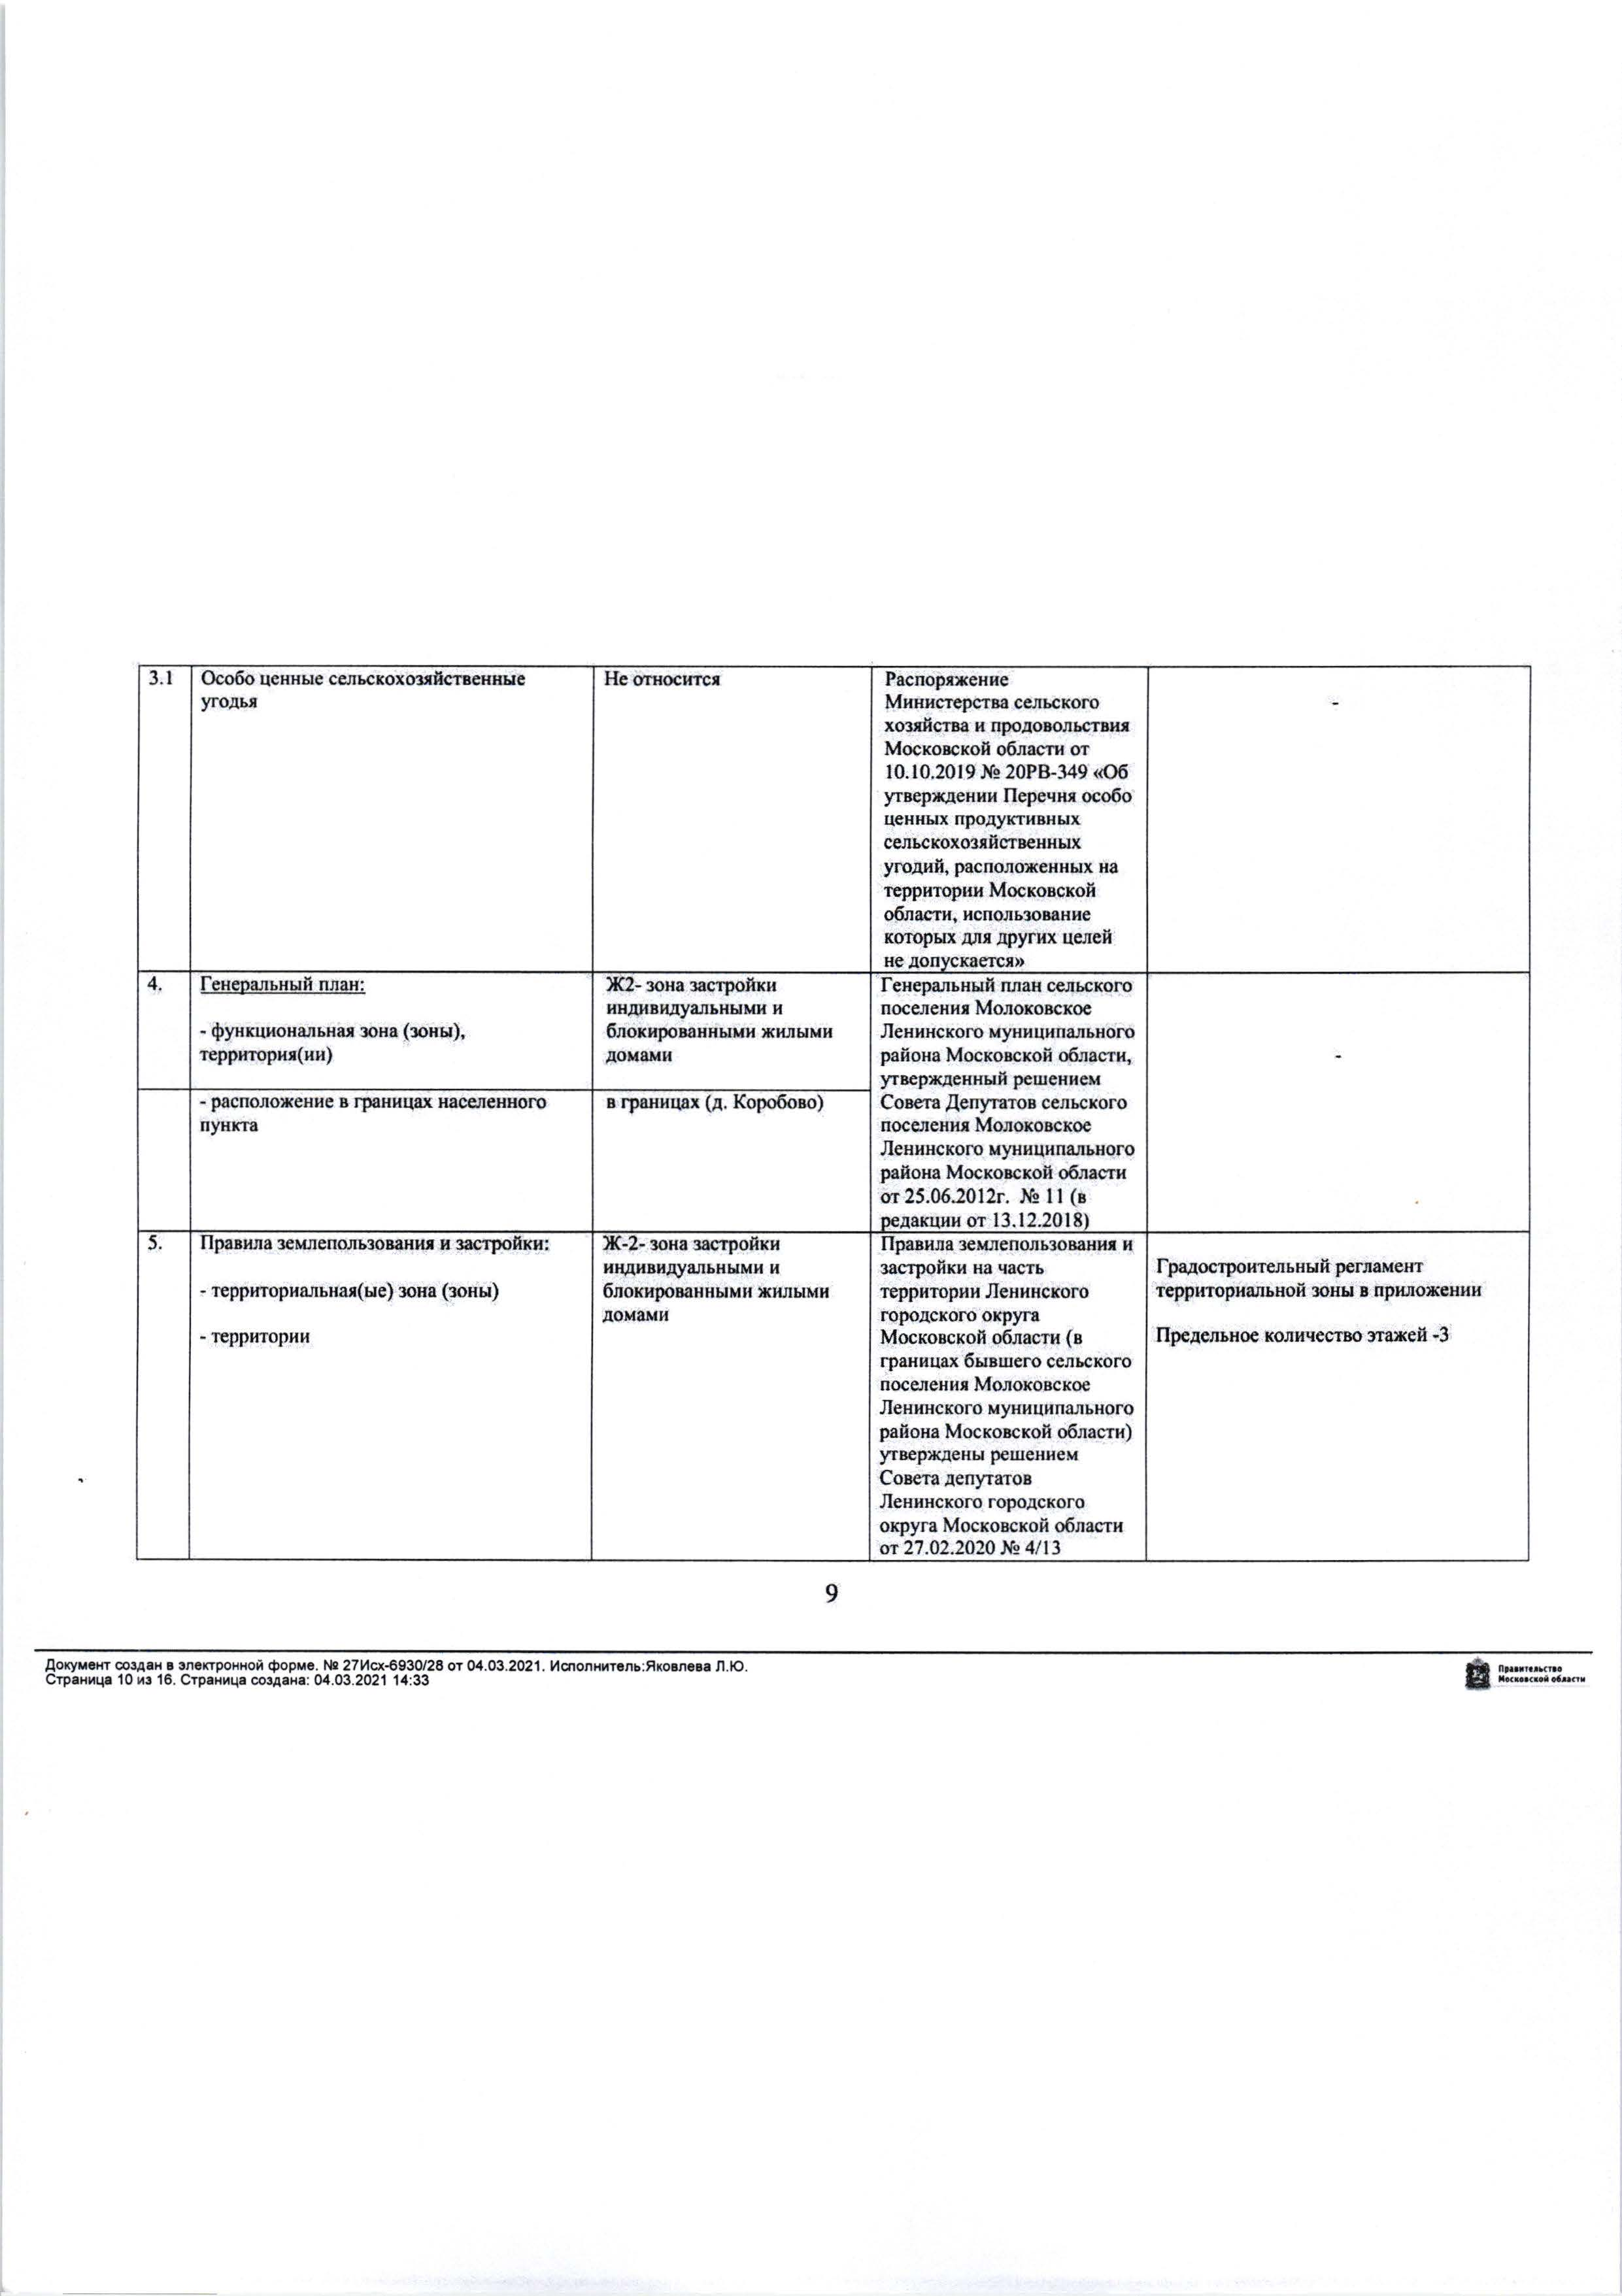 3.1
Особо ценные сельскохозяйственные
угодья
Не относится
Распоряжение
Министерства сельского
хозяйства и продовольствия
Московской области от
10.10.2019 № 20РВ-349 «Об
утверждении Перечня особо
ценных продуктивных
сельскохозяйственных
угодий, расположенных на
территории Московской
области, использование
которых для других целей
не допускается»
-
4.
Генеральный план:
- функциональная зона (зоны),
территория(ии)
Ж2- зона застройки
индивидуальными и
блокированными жилыми
домами
Генеральный план сельского
поселения Молоковское
Ленинского муниципального
района Московской области,
утвержденный решением
Совета Депутатов сельского
поселения Молоковское
Ленинского муниципального
района Московской области
от 25.06.2012г. № 11 (в
редакции от 13.12.2018)
-
- расположение в границах населенного
пункта
в границах (д. Коробово)
5.
Правила землепользования и застройки:
- территориальная(ые) зона (зоны)
- территории
Ж-2- зона застройки
индивидуальными и
блокированными жилыми
домами
Правила землепользования и
застройки на часть
территории Ленинского
городского округа
Московской области (в
границах бывшего сельского
поселения Молоковское
Ленинского муниципального
района Московской области)
утверждены решением
Совета депутатов
Ленинского городского
округа Московской области
от 27.02.2020 № 4/13
Градостроительный регламент
территориальной зоны в приложении
Предельное количество этажей -3
9
Документ создан в электронной форме. № 27Исх-6930/28 от 04.03.2021. Исполнитель:Яковлева Л.Ю.
Страница 10 из 16. Страница создана: 04.03.2021 14:33
Правительство
Московской области